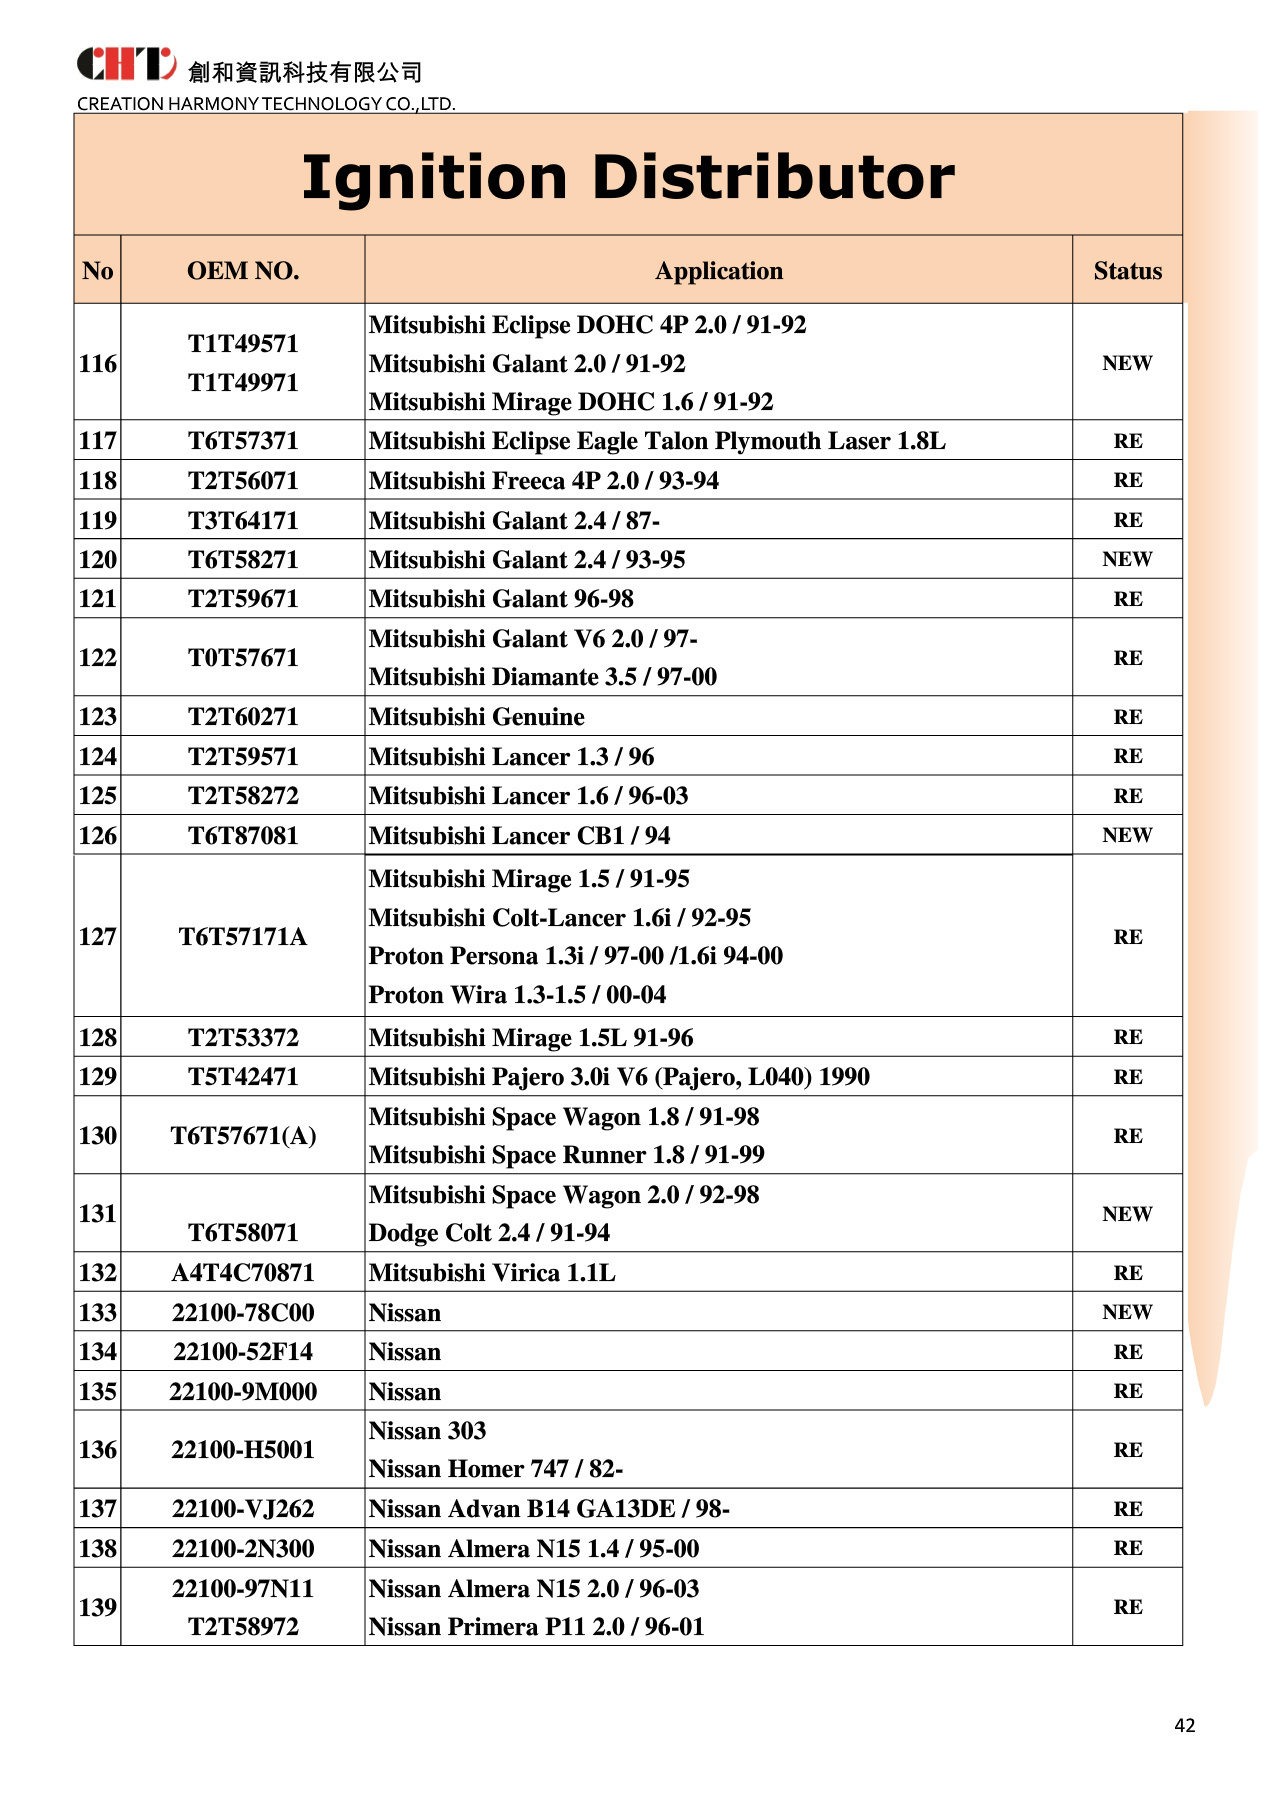 CHT 創和資訊科技有限公司
CREATION HARMONY TECHNOLOGY CO.,LTD.
Ignition Distributor
No OEM NO. Application Status
116 T1T49571 T1T49971 Mitsubishi Eclipse DOHC 4P 2.0 / 91-92
Mitsubishi Galant 2.0 / 91-92
Mitsubishi Mirage DOHC 1.6 / 91-92 NEW
117 T6T57371 Mitsubishi Eclipse Eagle Talon Plymouth Laser 1.8L RE
118 T2T56071 Mitsubishi Freeca 4P 2.0 / 93-94 RE
119 T3T64171 Mitsubishi Galant 2.4 / 87- RE
120 T6T58271 Mitsubishi Galant 2.4 / 93-95 NEW
121 T2T59671 Mitsubishi Galant 96-98 RE
122 T0T57671 Mitsubishi Galant V6 2.0 / 97-
Mitsubishi Diamante 3.5 / 97-00 RE
123 T2T60271 Mitsubishi Genuine RE
124 T2T59571 Mitsubishi Lancer 1.3 / 96 RE
125 T2T58272 Mitsubishi Lancer 1.6 / 96-03 RE
126 T6T87081 Mitsubishi Lancer CB1 / 94 NEW
127 T6T57171A Mitsubishi Mirage 1.5 / 91-95
Mitsubishi Colt-Lancer 1.6i / 92-95
Proton Persona 1.3i / 97-00 /1.6i 94-00
Proton Wira 1.3-1.5 / 00-04 RE
128 T2T53372 Mitsubishi Mirage 1.5L 91-96 RE
129 T5T42471 Mitsubishi Pajero 3.0i V6 (Pajero, L040) 1990 RE
130 T6T57671(A) Mitsubishi Space Wagon 1.8 / 91-98
Mitsubishi Space Runner 1.8 / 91-99 RE
131 T6T58071 Mitsubishi Space Wagon 2.0 / 92-98
Dodge Colt 2.4 / 91-94 NEW
132 A4T4C70871 Mitsubishi Virica 1.1L RE
133 22100-78C00 Nissan NEW
134 22100-52F14 Nissan RE
135 22100-9M000 Nissan RE
136 22100-H5001 Nissan 303
Nissan Homer 747 / 82- RE
137 22100-VJ262 Nissan Advan B14 GA13DE / 98- RE
138 22100-2N300 Nissan Almera N15 1.4 / 95-00 RE
139 22100-97N11 Nissan Almera N15 2.0 / 96-03
T2T58972 Nissan Primera P11 2.0 / 96-01 RE
42